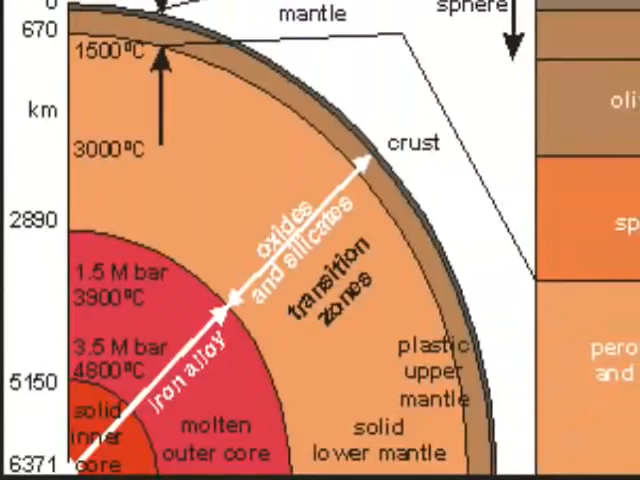 0
670
km
2890
5150
6371
mantle
sphere
1500ºC
3000ºC
crust
oxides
and silicates
transition
zones
1.5 M bar
3900ºC
3.5 M bar
4800ºC
iron alloy
solid
inner
core
molten
outer core
plastic
upper
mantle
solid
lower mantle
oli
sp
pero
and